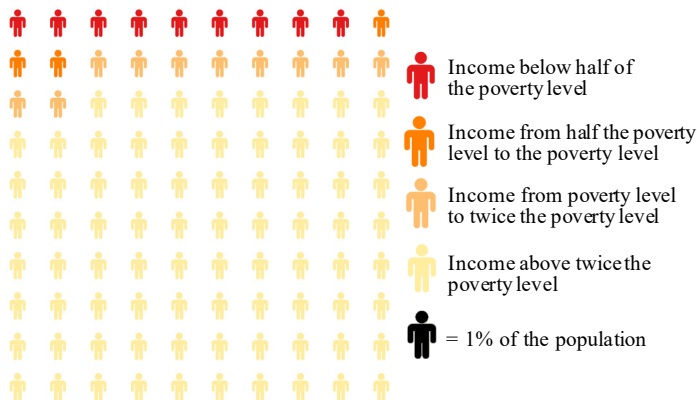 Income below half of
the poverty level
Income from half the poverty
level to the poverty level
Income from poverty level
to twice the poverty level
Income above twice the
poverty level
= 1% of the population